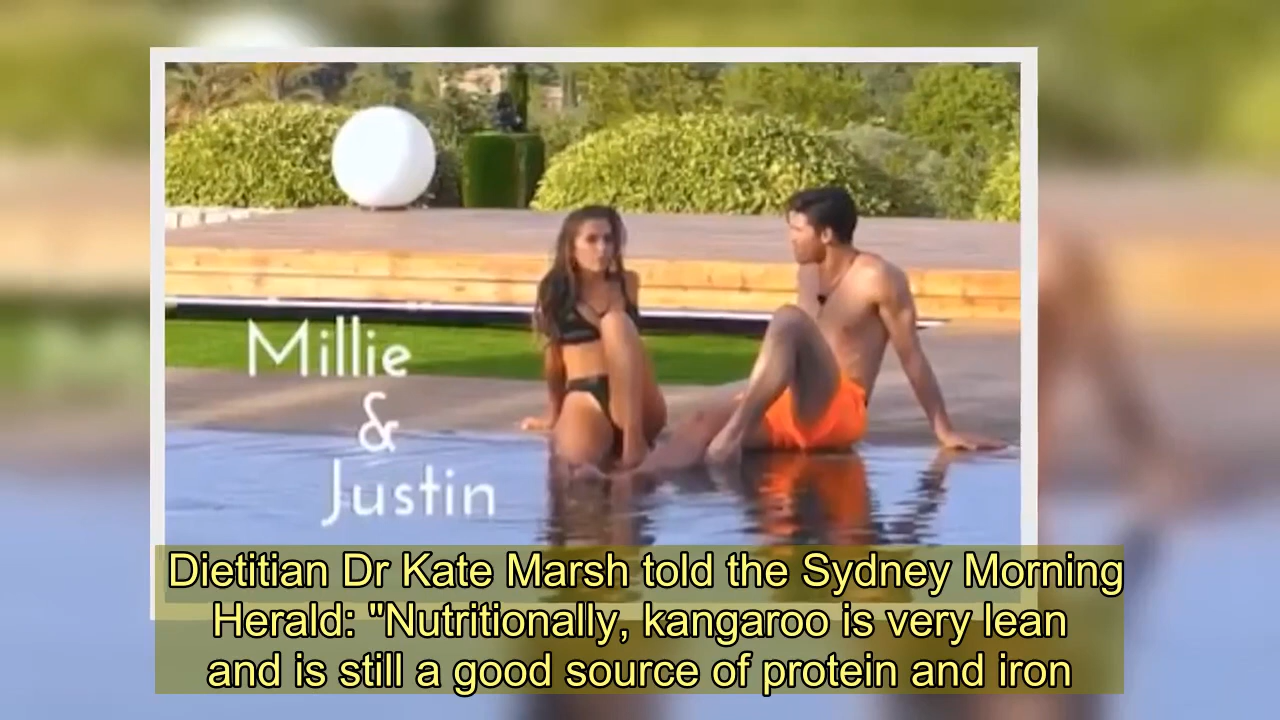 Millie
&
Justin
Dietitian Dr Kate Marsh told the Sydney Morning
Herald: "Nutritionally, kangaroo is very lean
and is still a good source of protein and iron